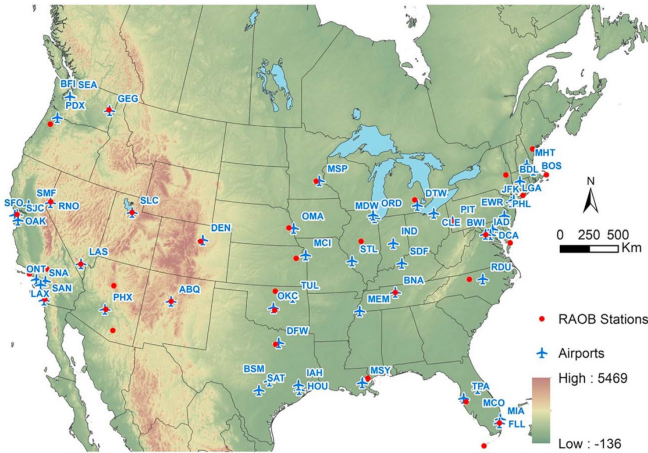 BFI SEA
PDX
GEG
MSP
MHT
BDL BOS
DTW
JFK LGA
EWR PHL
MDW ORD
PIT
CLE BWI IAD
DCA
SMF
SFO SJC RNO
OAK
SLC
DEN
OMA
MCI
IND
STL
SDF
RDU
LAS
ONT SNA
LAX SAN
PHX
ABQ
TUL
OKC
BNA
MEM
DFW
BSM
SAT
IAH
HOU
MSY
TPA
MCO
MIA
FLL
N
0 250 500
Km
RAOB Stations
Airports
High : 5469
Low : -136